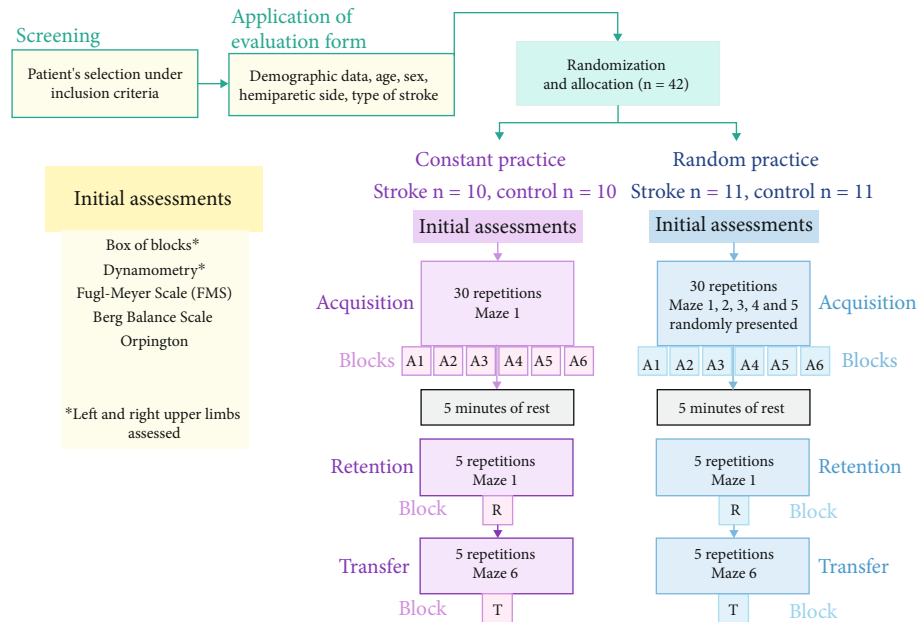 Screening
Patient's selection under
inclusion criteria
Application of
evaluation form
Demographic data, age, sex,
hemiparetic side, type of stroke
Randomization
and allocation (n = 42)
Initial assessments
Box of blocks*
Dynamometry*
Fugl-Meyer Scale (FMS)
Berg Balance Scale
Orpington
*Left and right upper limbs
assessed
Constant practice
Stroke n = 10, control n = 10
Initial assessments
Acquisition
30 repetitions
Maze 1
Blocks
A1 A2 A3 A4 A5 A6
5 minutes of rest
Retention
5 repetitions
Maze 1
Block
R
Transfer
5 repetitions
Maze 6
Block
T
Random practice
Stroke n = 11, control n = 11
Initial assessments
30 repetitions
Maze 1, 2, 3, 4 and 5
randomly presented
Acquisition
A1 A2 A3 A4 A5 A6
Blocks
5 minutes of rest
5 repetitions
Maze 1
Retention
R
Block
5 repetitions
Maze 6
Transfer
T
Block